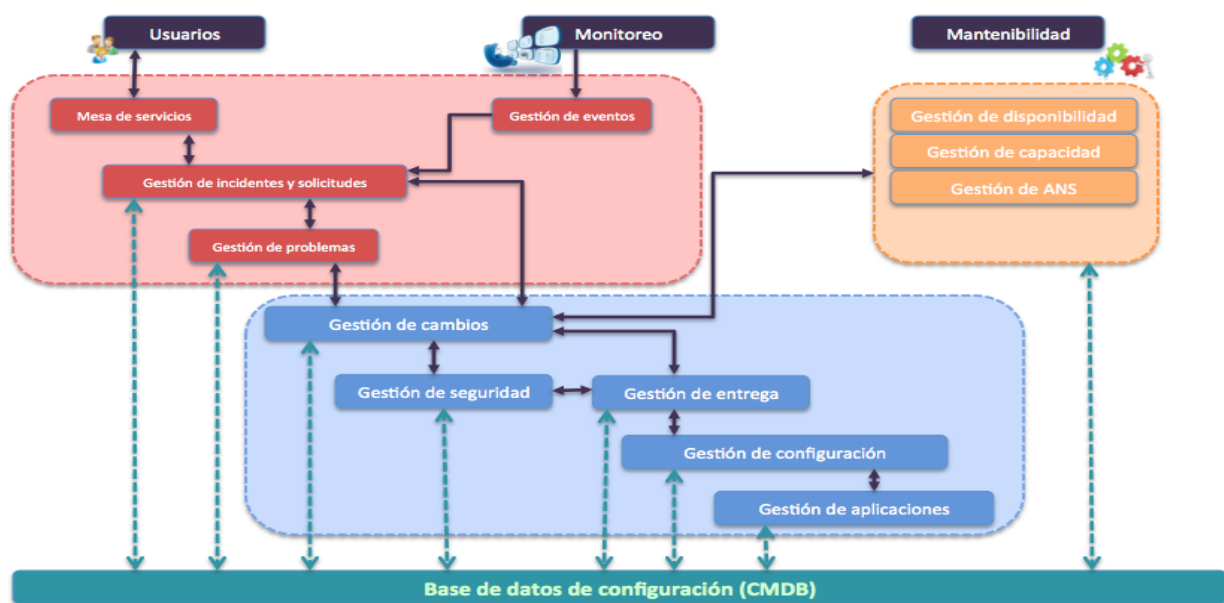 Usuarios
Monitoreo
Mantenibilidad
Mesa de servicios
Gestión de eventos
Gestión de disponibilidad
Gestión de capacidad
Gestión de ANS
Gestión de incidentes y solicitudes
Gestión de problemas
Gestión de cambios
Gestión de seguridad
Gestión de entrega
Gestión de configuración
Gestión de aplicaciones
Base de datos de configuración (CMDB)